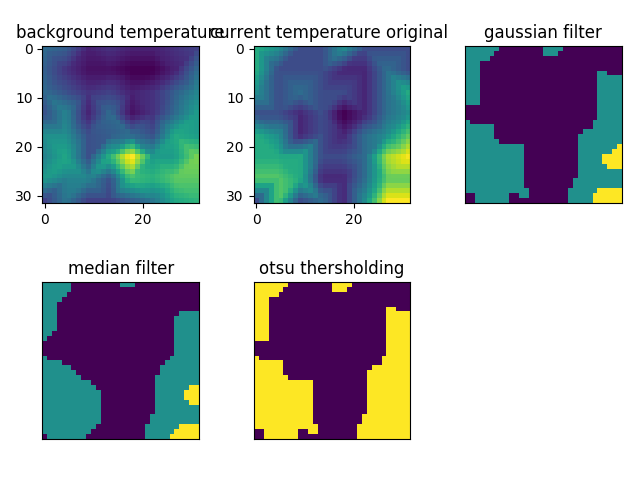 background temperature
current temperature original
gaussian filter
0
10
20
30
0
20
0
10
20
30
0
20
median filter
otsu thersholding